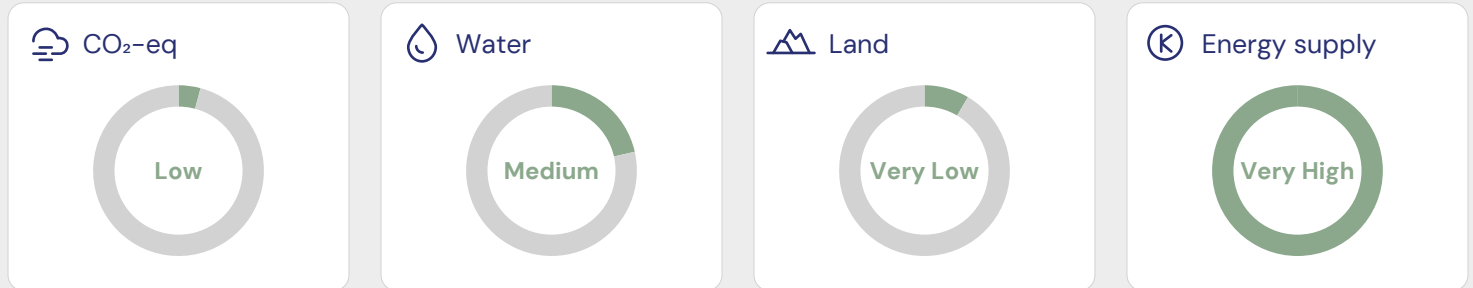 CO₂-eq
Low
Water
Medium
Land
Very Low
Energy supply
Very High